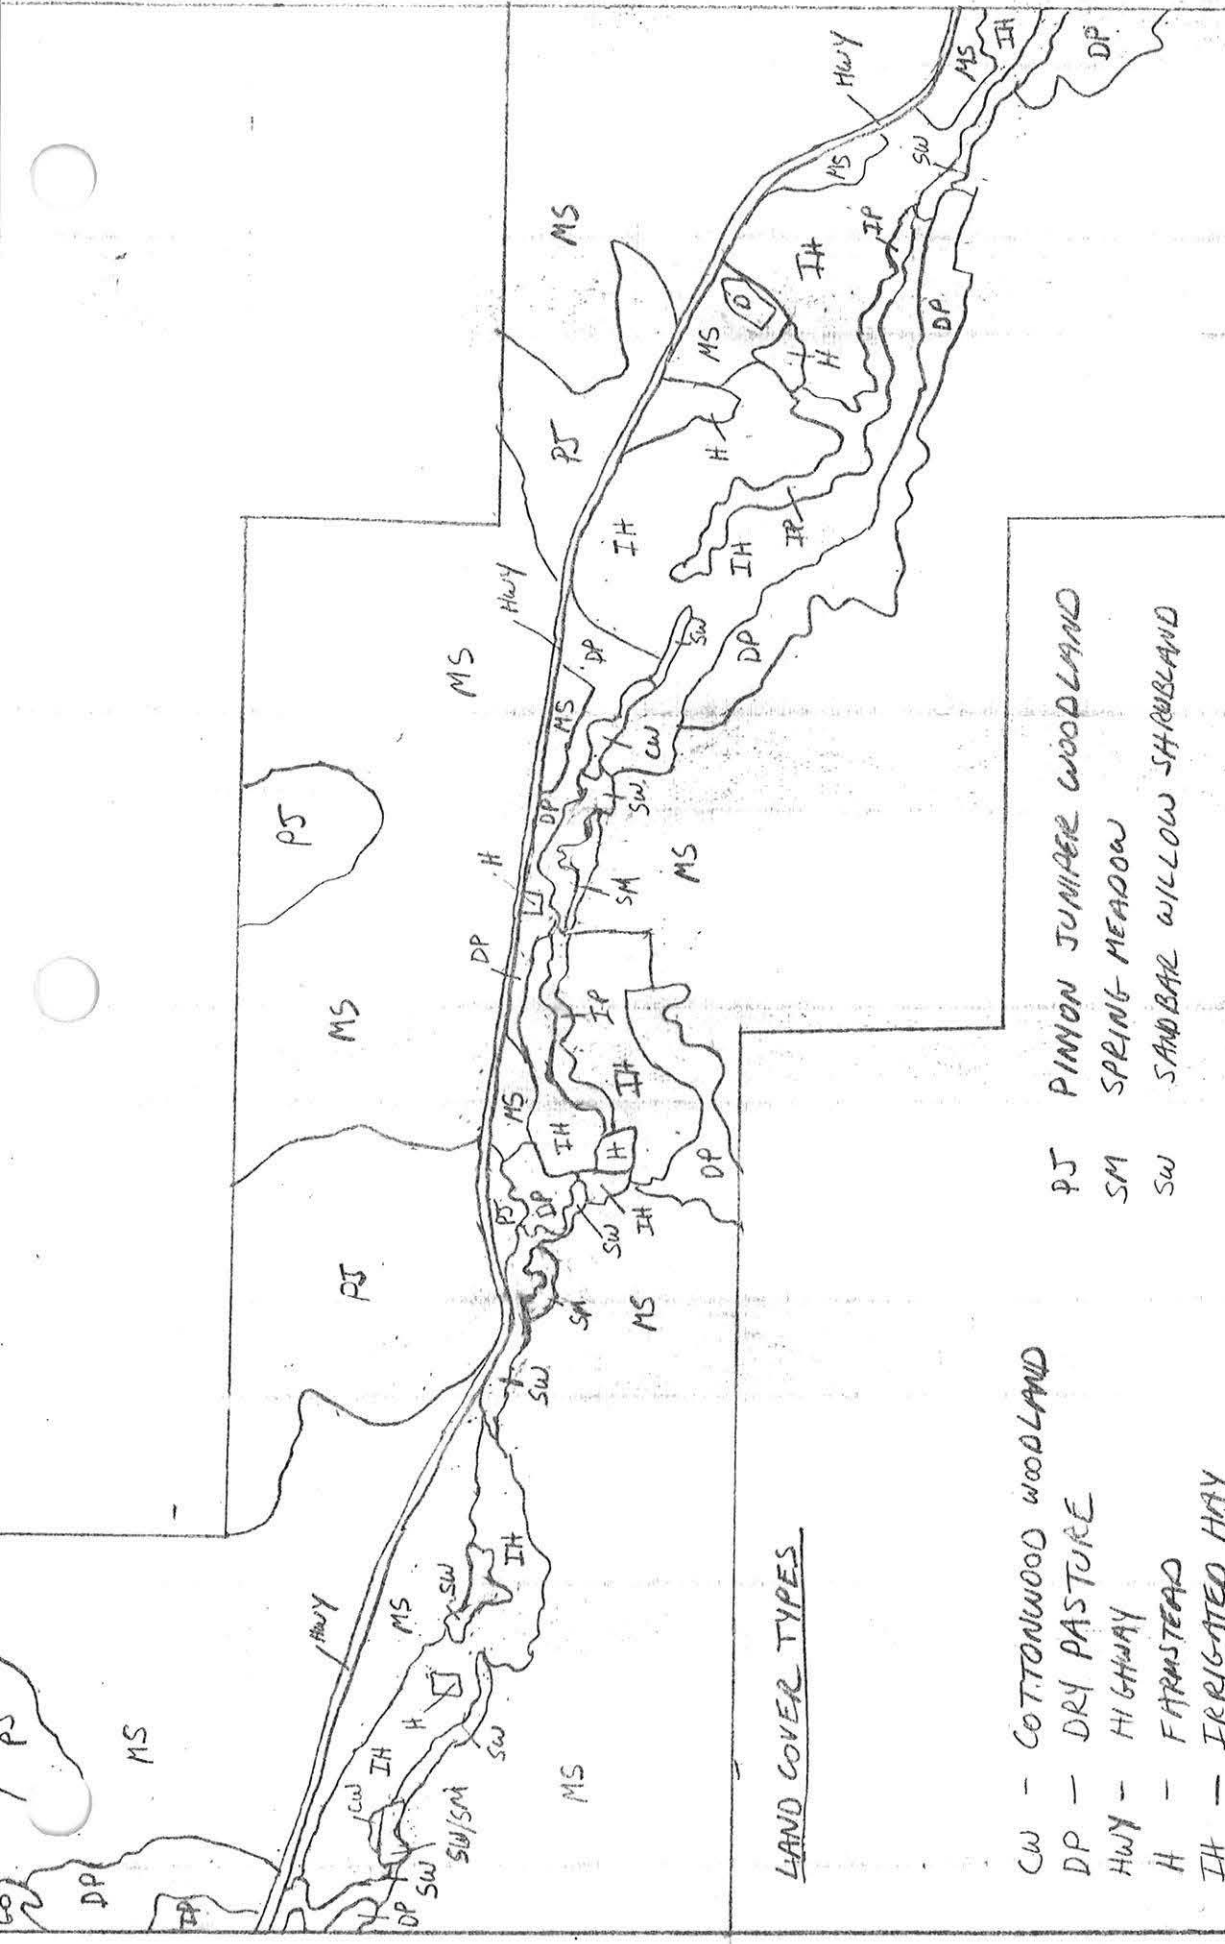 PJ
DP
MS
IP
PJ
Hwy
MS
PJ
CW
IH
MS
DP
H
SW
SW
SW/SM
MS
DP
H
SW
PJ
IH
MS
Hwy
SW
DP
DP
MS
IH
PJ
MS
MS
SM
DP
IP
SW
H
SM
IH
IH
SW
MS
IH
CW
MS
SW
DP
MS
H
IH
D
DP
IP
IH
H
MS
Hwy
IP
SW
DP
MS
IH
DP
LAND COVER TYPES
CW - COTTONWOOD WOODLAND
DP - DRY PASTURE
HWY - HIGHWAY
H - FARMSTEAD
IH - IRRIGATED HAY
PJ PINYON JUNIPER WOODLAND
SM SPRING MEADOW
SW SANDBAR WILLOW SHRUBLAND